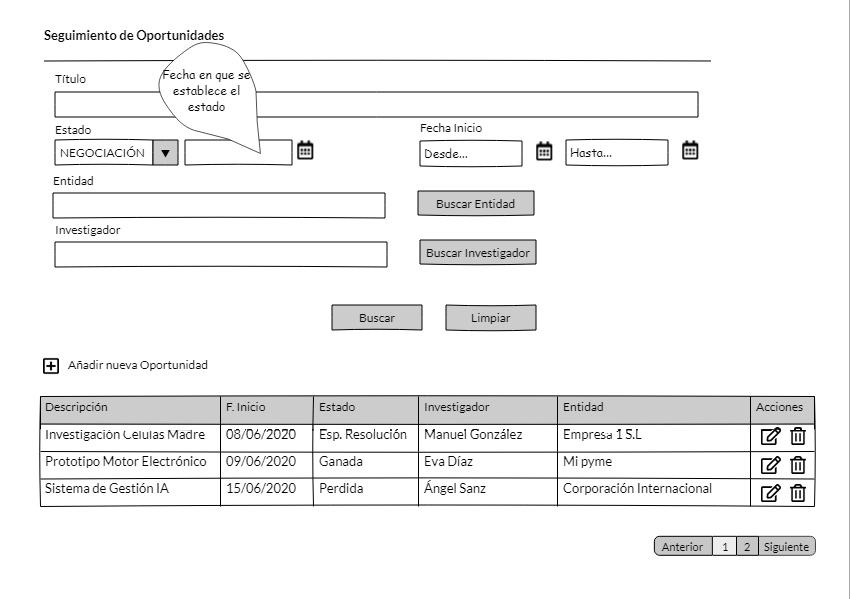 Seguimiento de Oportunidades
Título
Fecha en que se
establece el
estado
Estado
Fecha Inicio
NEGOCIACIÓN
Desde...
Hasta...
Entidad
Buscar Entidad
Investigador
Buscar Investigador
Buscar
Limpiar
Añadir nueva Oportunidad
Descripción F. Inicio Estado Investigador Entidad Acciones
Investigación Células Madre 08/06/2020 Esp. Resolución Manuel González Empresa 1 S.L
Prototipo Motor Electrónico 09/06/2020 Ganada Eva Díaz Mi pyme
Sistema de Gestión IA 15/06/2020 Perdida Ángel Sanz Corporación Internacional
Anterior 1 2 Siguiente